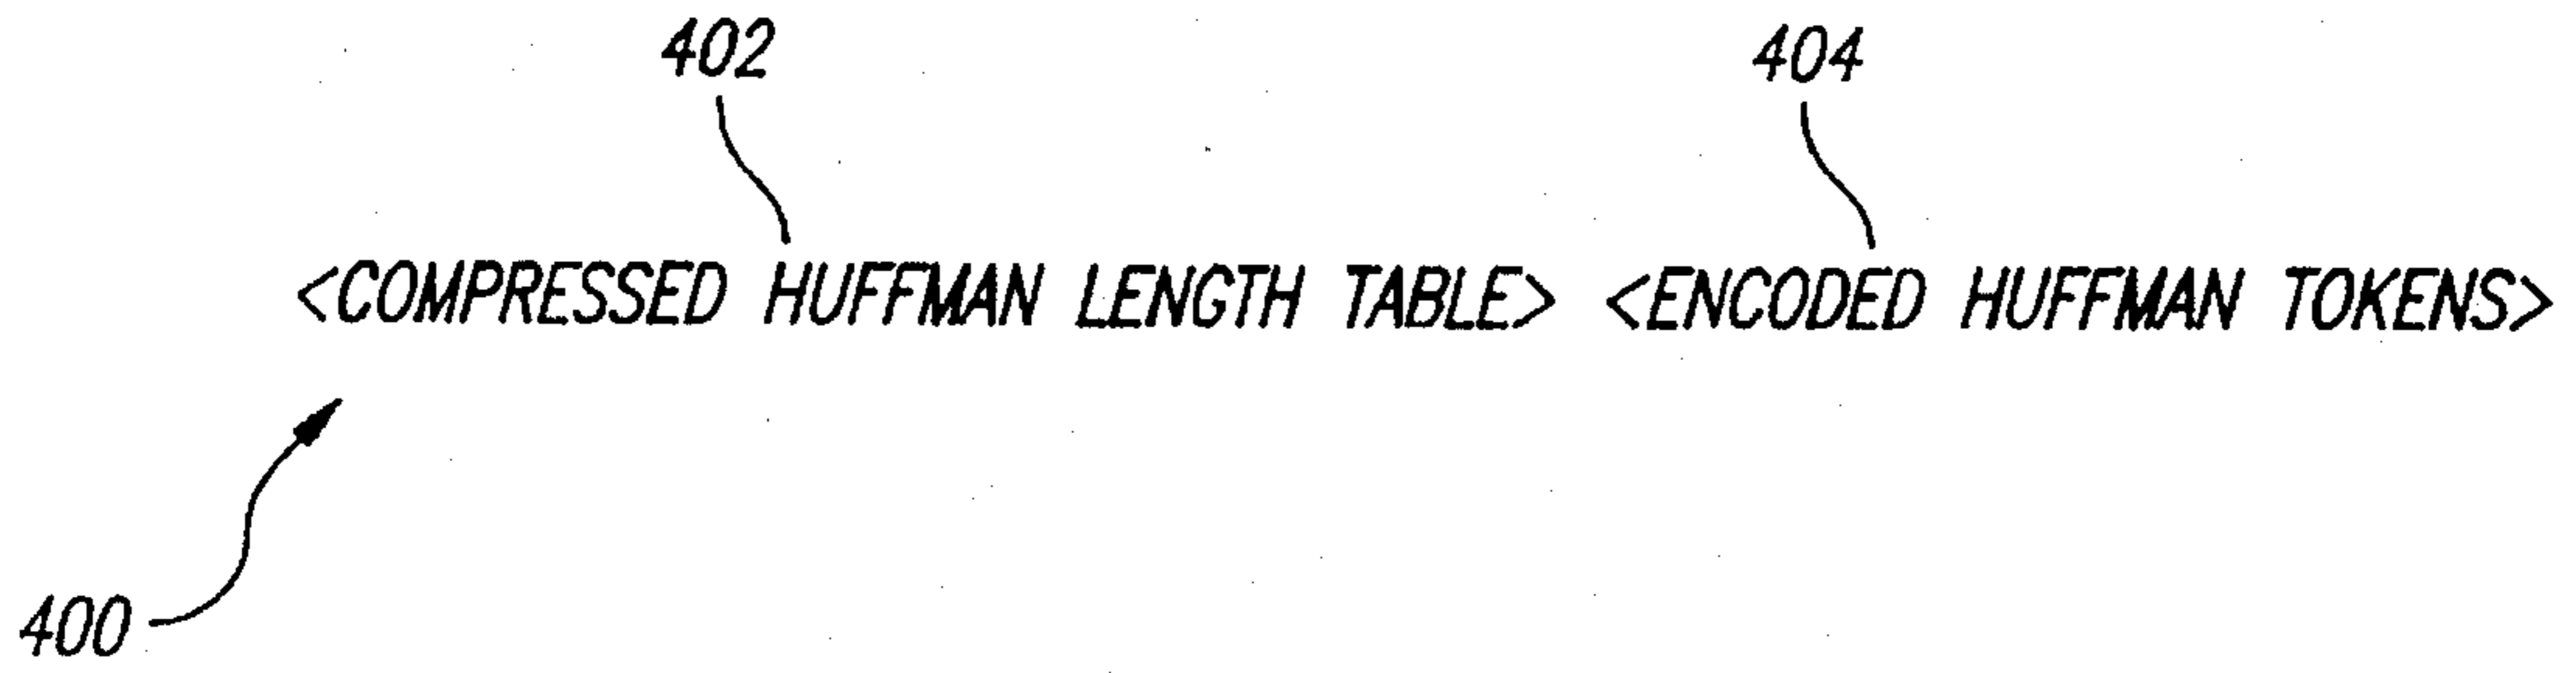 402 404
<COMPRESSED HUFFMAN LENGTH TABLE> <ENCODED HUFFMAN TOKENS>
400